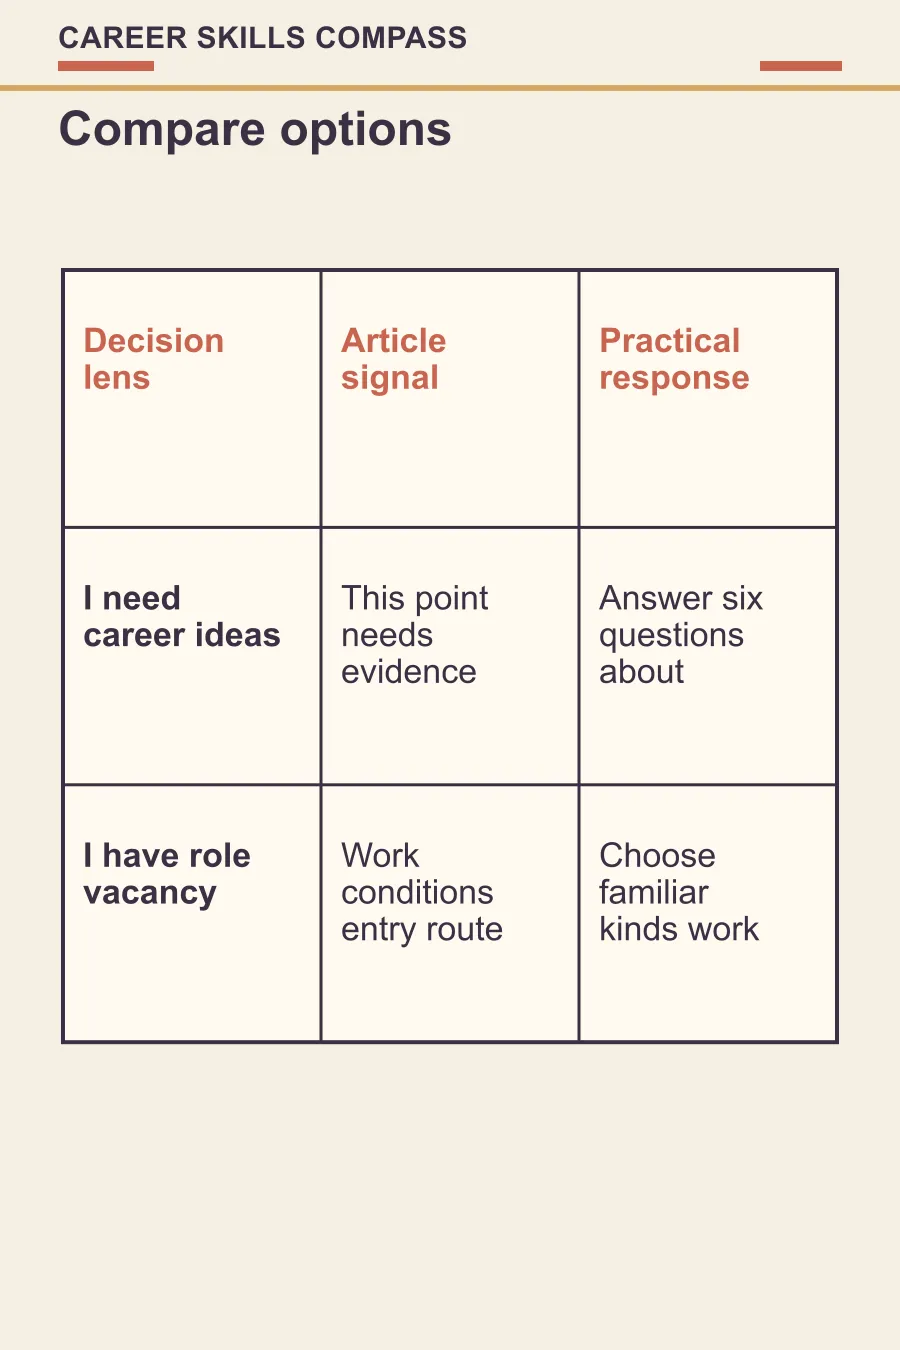 CAREER SKILLS COMPASS
Compare options
Decision
lens
Article
signal
Practical
response
I need
career ideas
This point
needs
evidence
Answer six
questions
about
I have role
vacancy
Work
conditions
entry route
Choose
familiar
kinds work